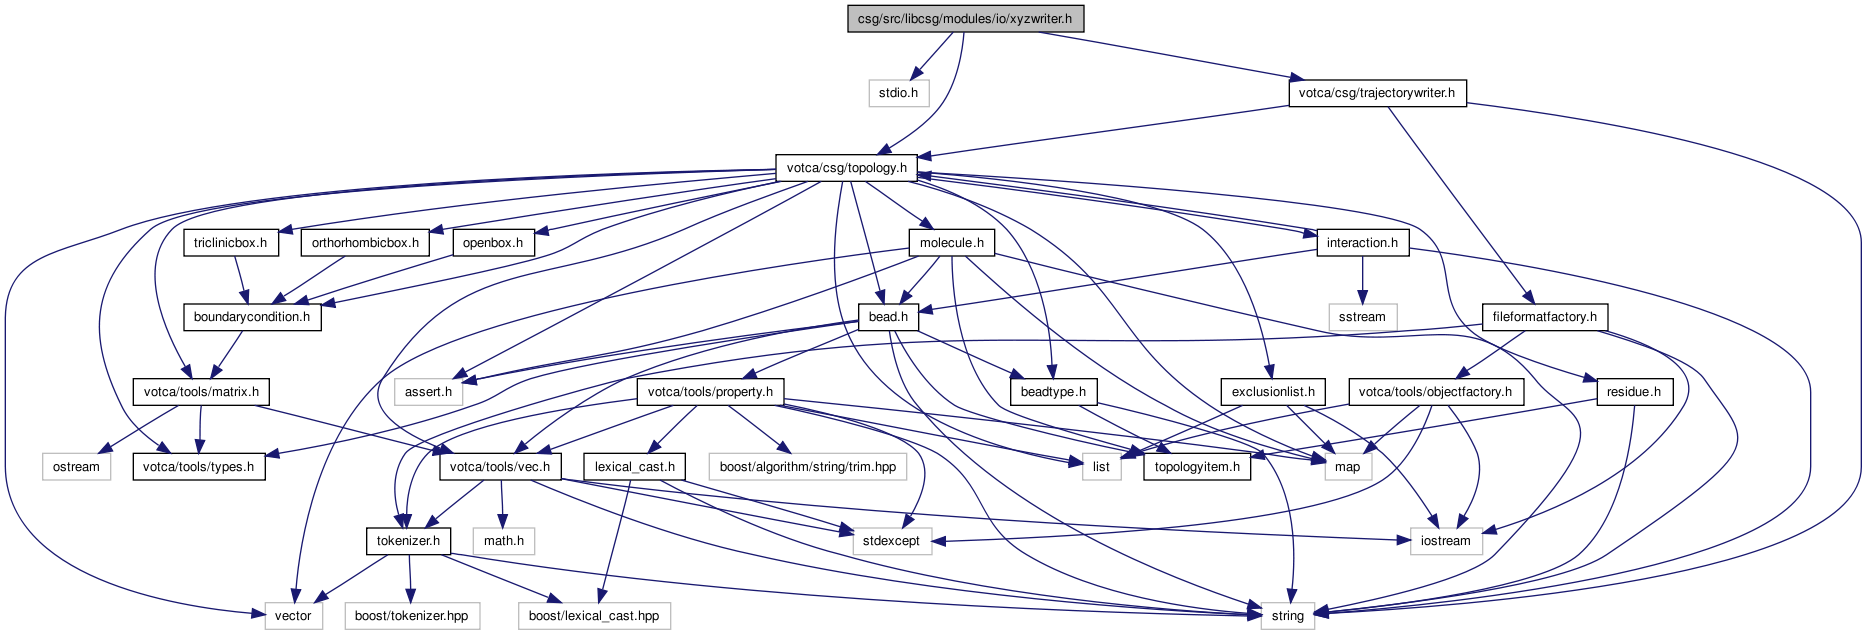 csg/src/libcsg/modules/io/xyzwriter.h
stdio.h
votca/csg/trajectorywriter.h
votca/csg/topology.h
triclinicbox.h
orthorhombicbox.h
openbox.h
molecule.h
interaction.h
boundarycondition.h
bead.h
sstream
fileformatfactory.h
votca/tools/matrix.h
assert.h
votca/tools/property.h
beadtype.h
exclusionlist.h
votca/tools/objectfactory.h
residue.h
ostream
votca/tools/types.h
votca/tools/vec.h
lexical_cast.h
boost/algorithm/string/trim.hpp
list
topologyitem.h
map
tokenizer.h
math.h
stdexcept
iostream
vector
boost/tokenizer.hpp
boost/lexical_cast.hpp
string